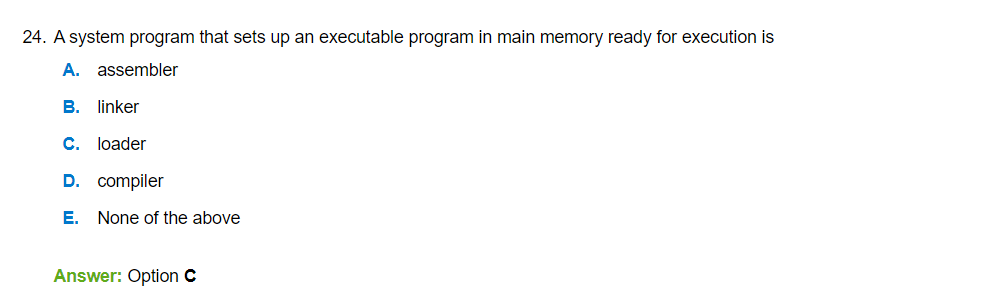 24. A system program that sets up an executable program in main memory ready for execution is
A. assembler
B. linker
C. loader
D. compiler
E. None of the above
Answer: Option C